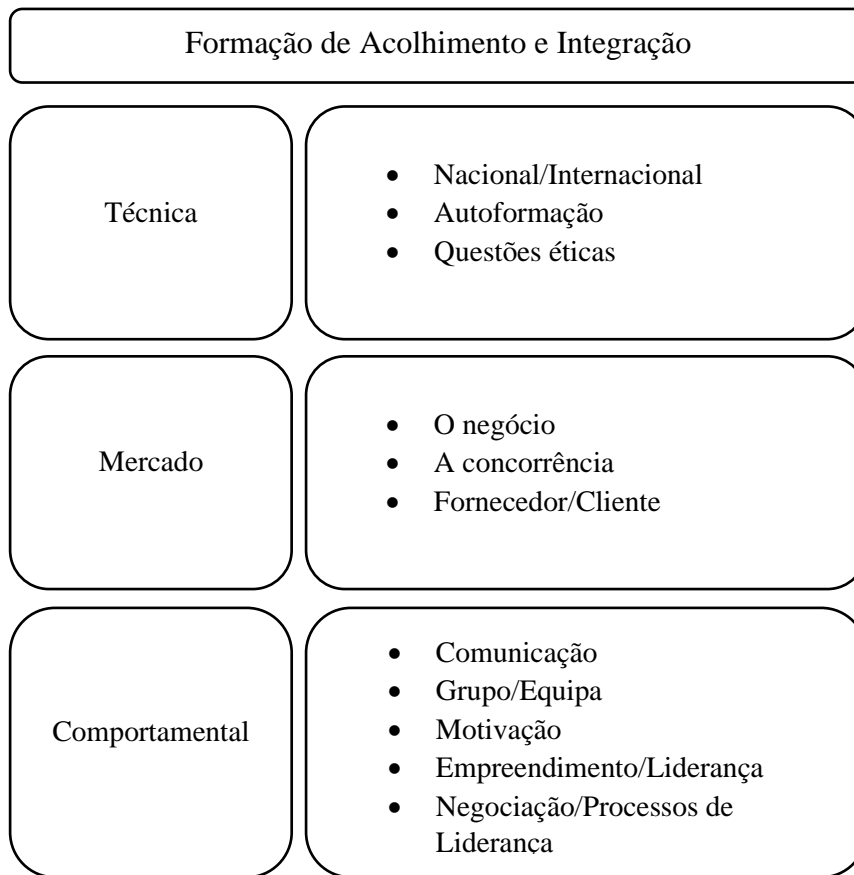 Formação de Acolhimento e Integração
Técnica
• Nacional/Internacional
• Autoformação
• Questões éticas
Mercado
• O negócio
• A concorrência
• Fornecedor/Cliente
Comportamental
• Comunicação
• Grupo/Equipa
• Motivação
• Empreendimento/Liderança
• Negociação/Processos de
Liderança